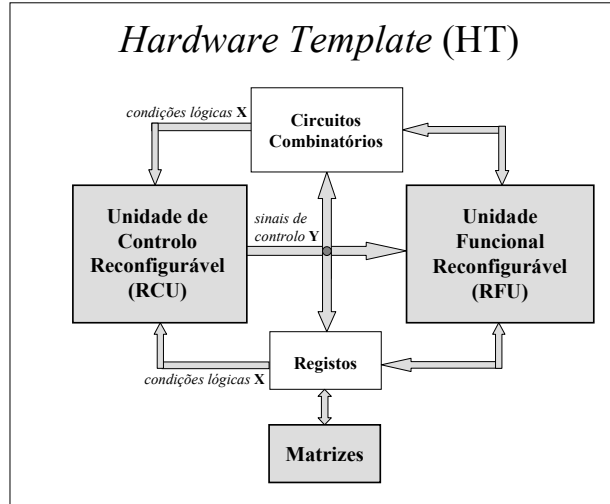 Hardware Template (HT)
condições lógicas X
Circuitos
Combinatórios
Unidade de
Controlo
Reconfigurável
(RCU)
sinais de
controlo Y
Unidade
Funcional
Reconfigurável
(RFU)
condições lógicas X
Registos
Matrizes